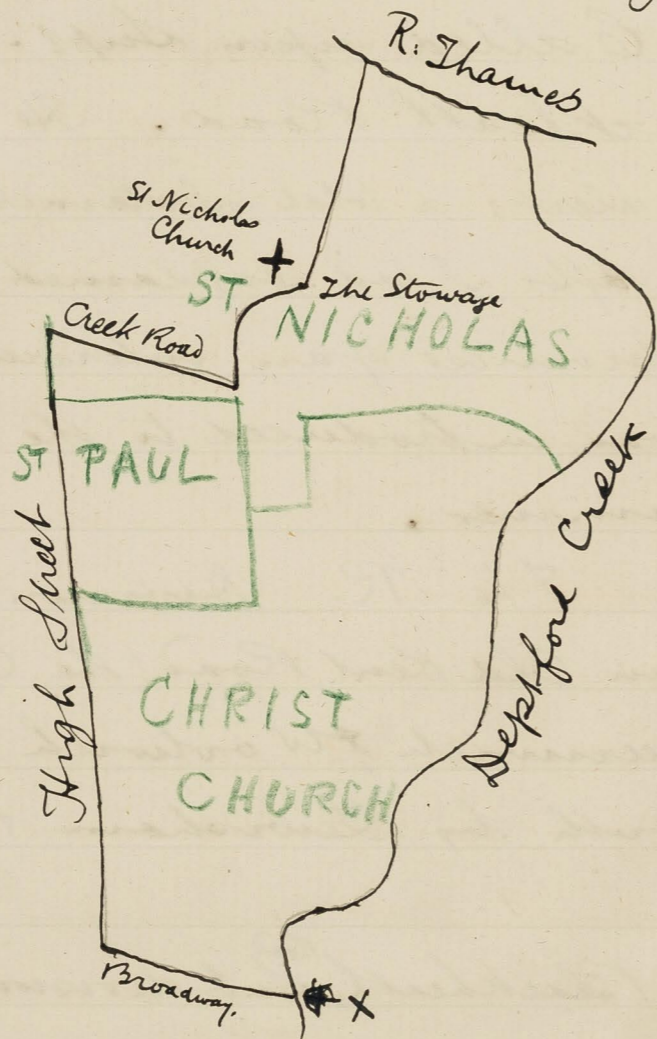 R. Thames
St Nicholas
Church
ST
The Stowage
NICHOLAS
Creek Road
ST PAUL
High Street
Deptford Creek
CHRIST
CHURCH
Broadway.
X